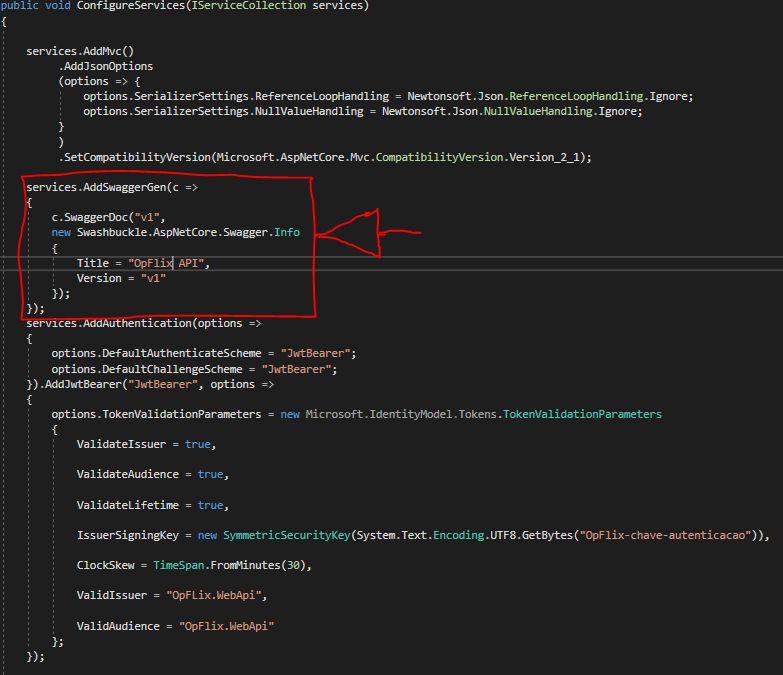 public void ConfigureServices(IServiceCollection services)
{
services.AddMvc()
.AddJsonOptions
(options => {
options.SerializerSettings.ReferenceLoopHandling = Newtonsoft.Json.ReferenceLoopHandling.Ignore;
options.SerializerSettings.NullValueHandling = Newtonsoft.Json.NullValueHandling.Ignore;
}
)
.SetCompatibilityVersion(Microsoft.AspNetCore.Mvc.CompatibilityVersion.Version_2_1);
services.AddSwaggerGen(c =>
{
c.SwaggerDoc("v1",
new Swashbuckle.AspNetCore.Swagger.Info
{
Title = "OpFlix API",
Version = "v1"
});
});
services.AddAuthentication(options =>
{
options.DefaultAuthenticateScheme = "JwtBearer";
options.DefaultChallengeScheme = "JwtBearer";
}).AddJwtBearer("JwtBearer", options =>
{
options.TokenValidationParameters = new Microsoft.IdentityModel.Tokens.TokenValidationParameters
{
ValidateIssuer = true,
ValidateAudience = true,
ValidateLifetime = true,
IssuerSigningKey = new SymmetricSecurityKey(System.Text.Encoding.UTF8.GetBytes("OpFlix-chave-autenticacao")),
ClockSkew = TimeSpan.FromMinutes(30),
ValidIssuer = "OpFLix.WebApi",
ValidAudience = "OpFlix.WebApi"
};
});